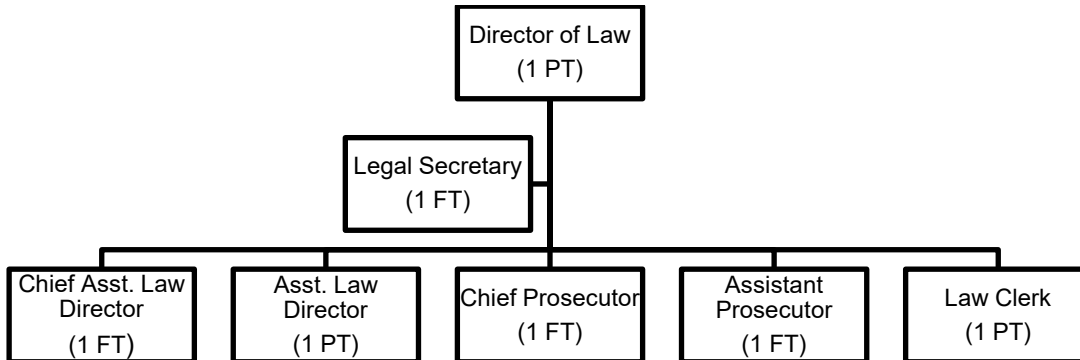 Director of Law
(1 PT)
Legal Secretary
(1 FT)
Chief Asst. Law
Director
(1 FT)
Asst. Law
Director
(1 PT)
Chief Prosecutor
(1 FT)
Assistant
Prosecutor
(1 FT)
Law Clerk
(1 PT)